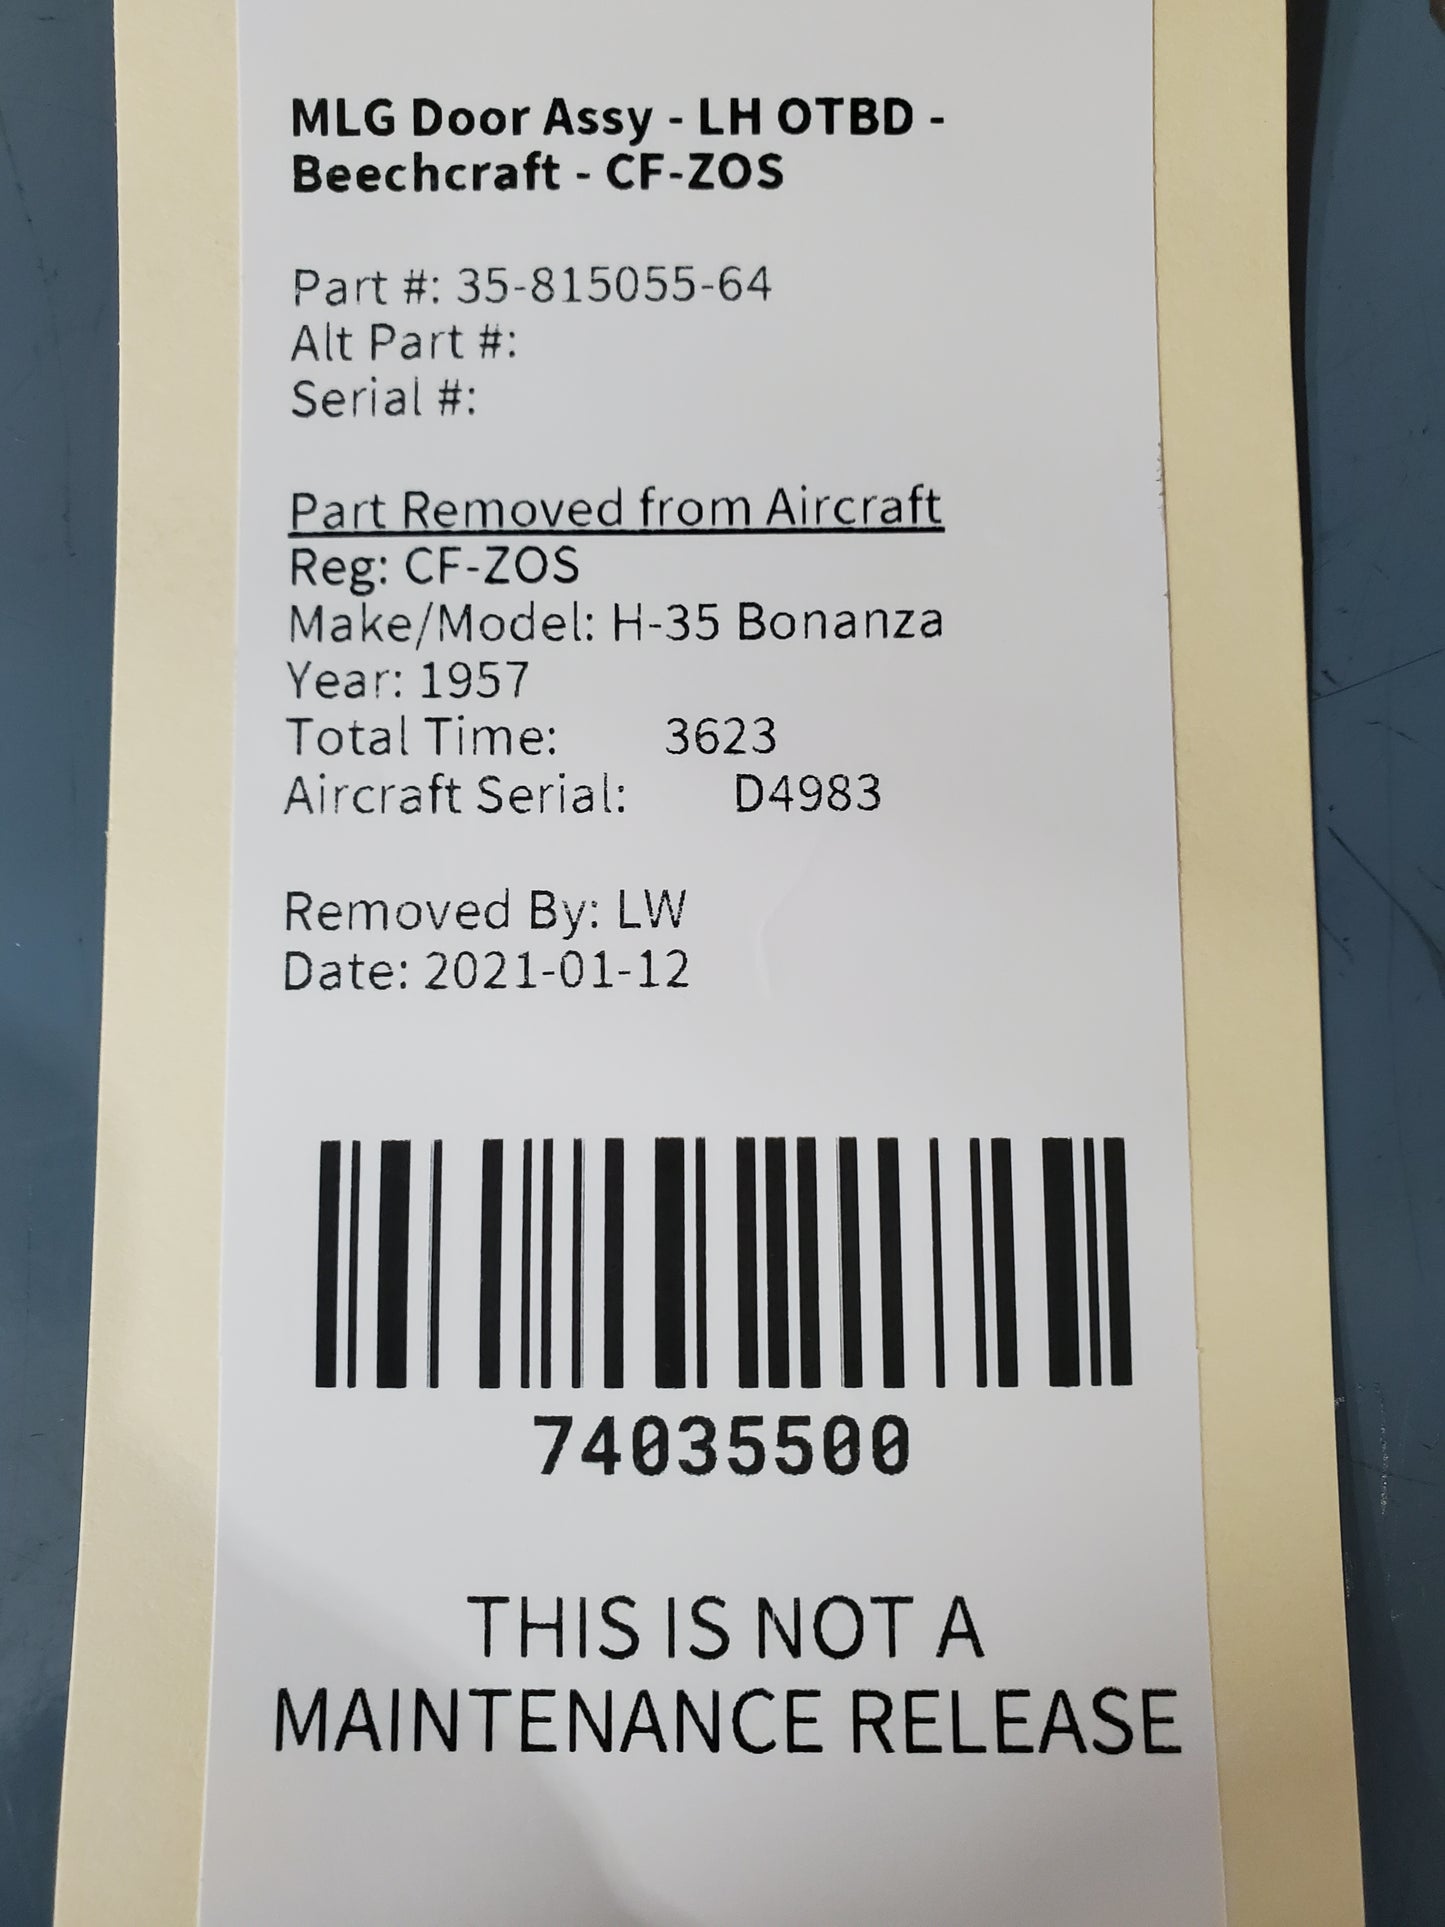 MLG Door Assy - LH OTBD -
Beechcraft - CF-ZOS
Part #: 35-815055-64
Alt Part #:
Serial #:
Part Removed from Aircraft
Reg: CF-ZOS
Make/Model: H-35 Bonanza
Year: 1957
Total Time: 3623
Aircraft Serial: D4983
Removed By: LW
Date: 2021-01-12
74035500
THIS IS NOT A
MAINTENANCE RELEASE